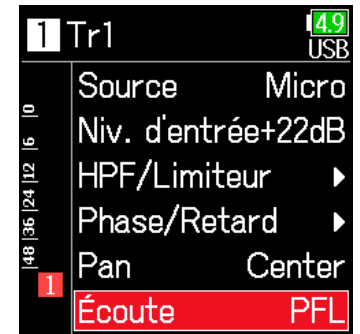 1 Tr1 4.9
USB
Source Micro
Niv. d'entrée+22dB
HPF/Limiteur
Phase/Retard
Pan Center
Écoute PFL
|48 |36 |24 |12 |6 |0
1